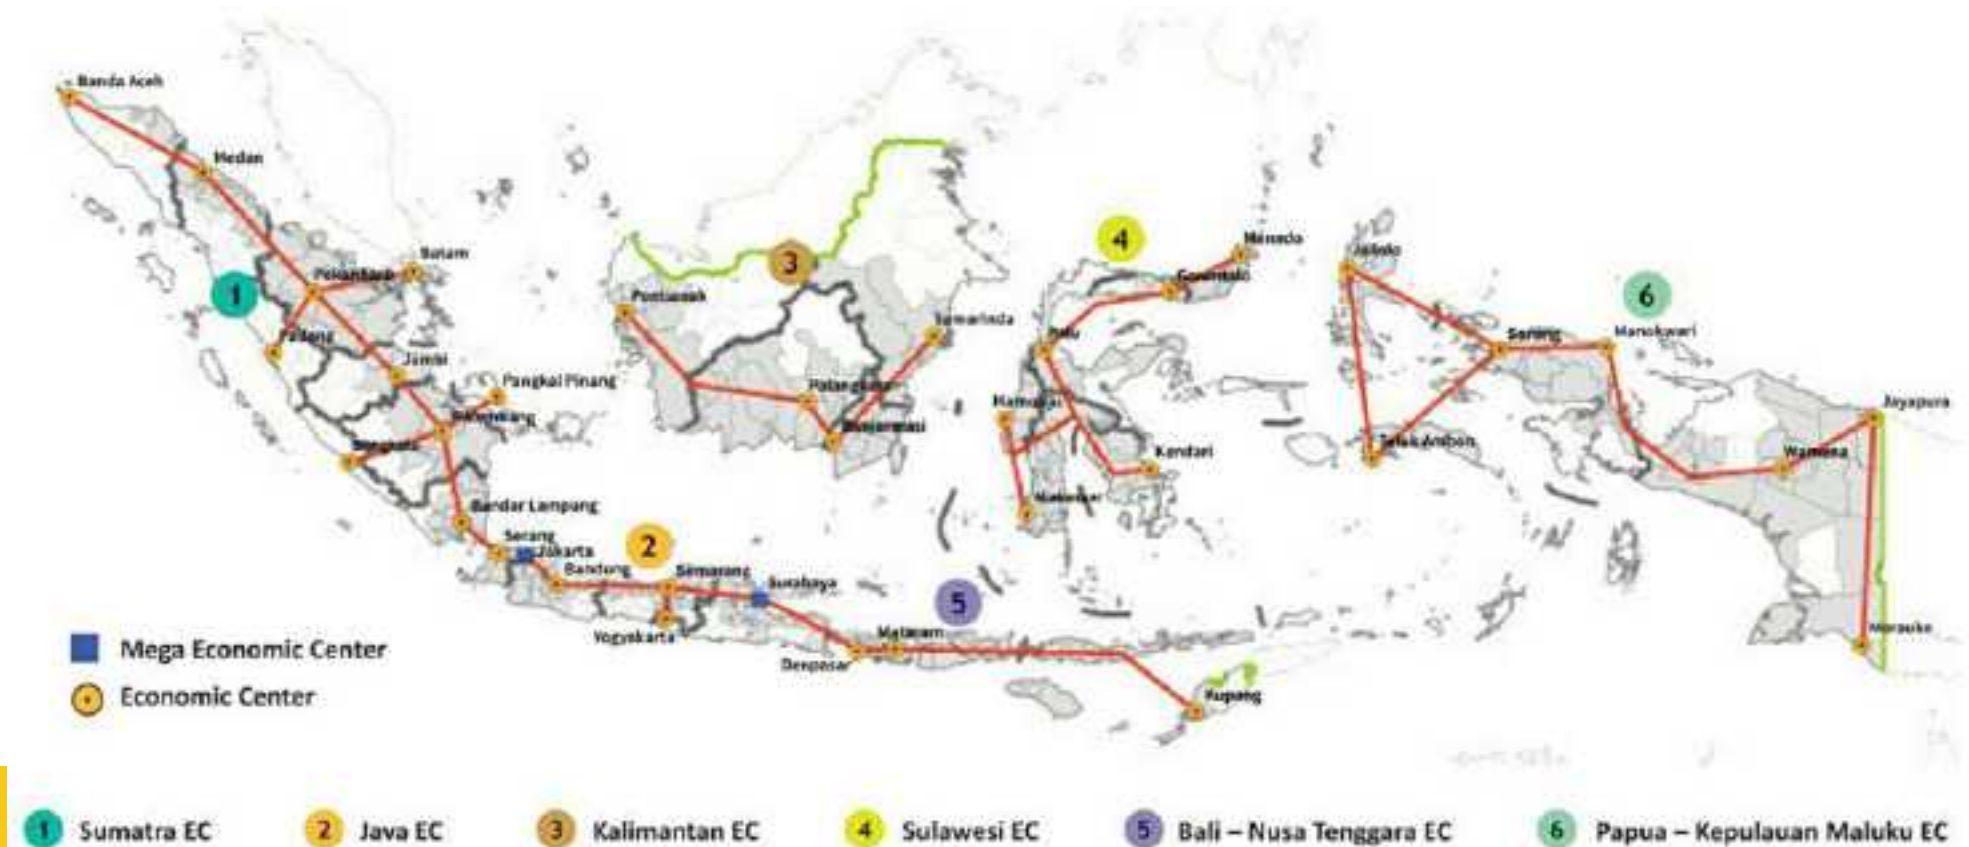 Banda Aceh
Medan
Batam
Pekanbaru
Padang
Jambi
Pangkal Pinang
Palembang
Bengkulu
Bandar Lampung
Serang
Jakarta
Bandung
Semarang
Surabaya
Yogyakarta
Denpasar
Mataram
Kupang
Pontianak
Samarinda
Banjarmasi
Manado
Gorontalo
Palu
Mamuju
Kendari
Makassar
Sorong
Manokwari
Teluk Ambon
Jayapura
Wamena
Merauke
1
2
3
4
5
6
Mega Economic Center
Economic Center
1 Sumatra EC
2 Java EC
3 Kalimantan EC
4 Sulawesi EC
5 Bali – Nusa Tenggara EC
6 Papua – Kepulauan Maluku EC